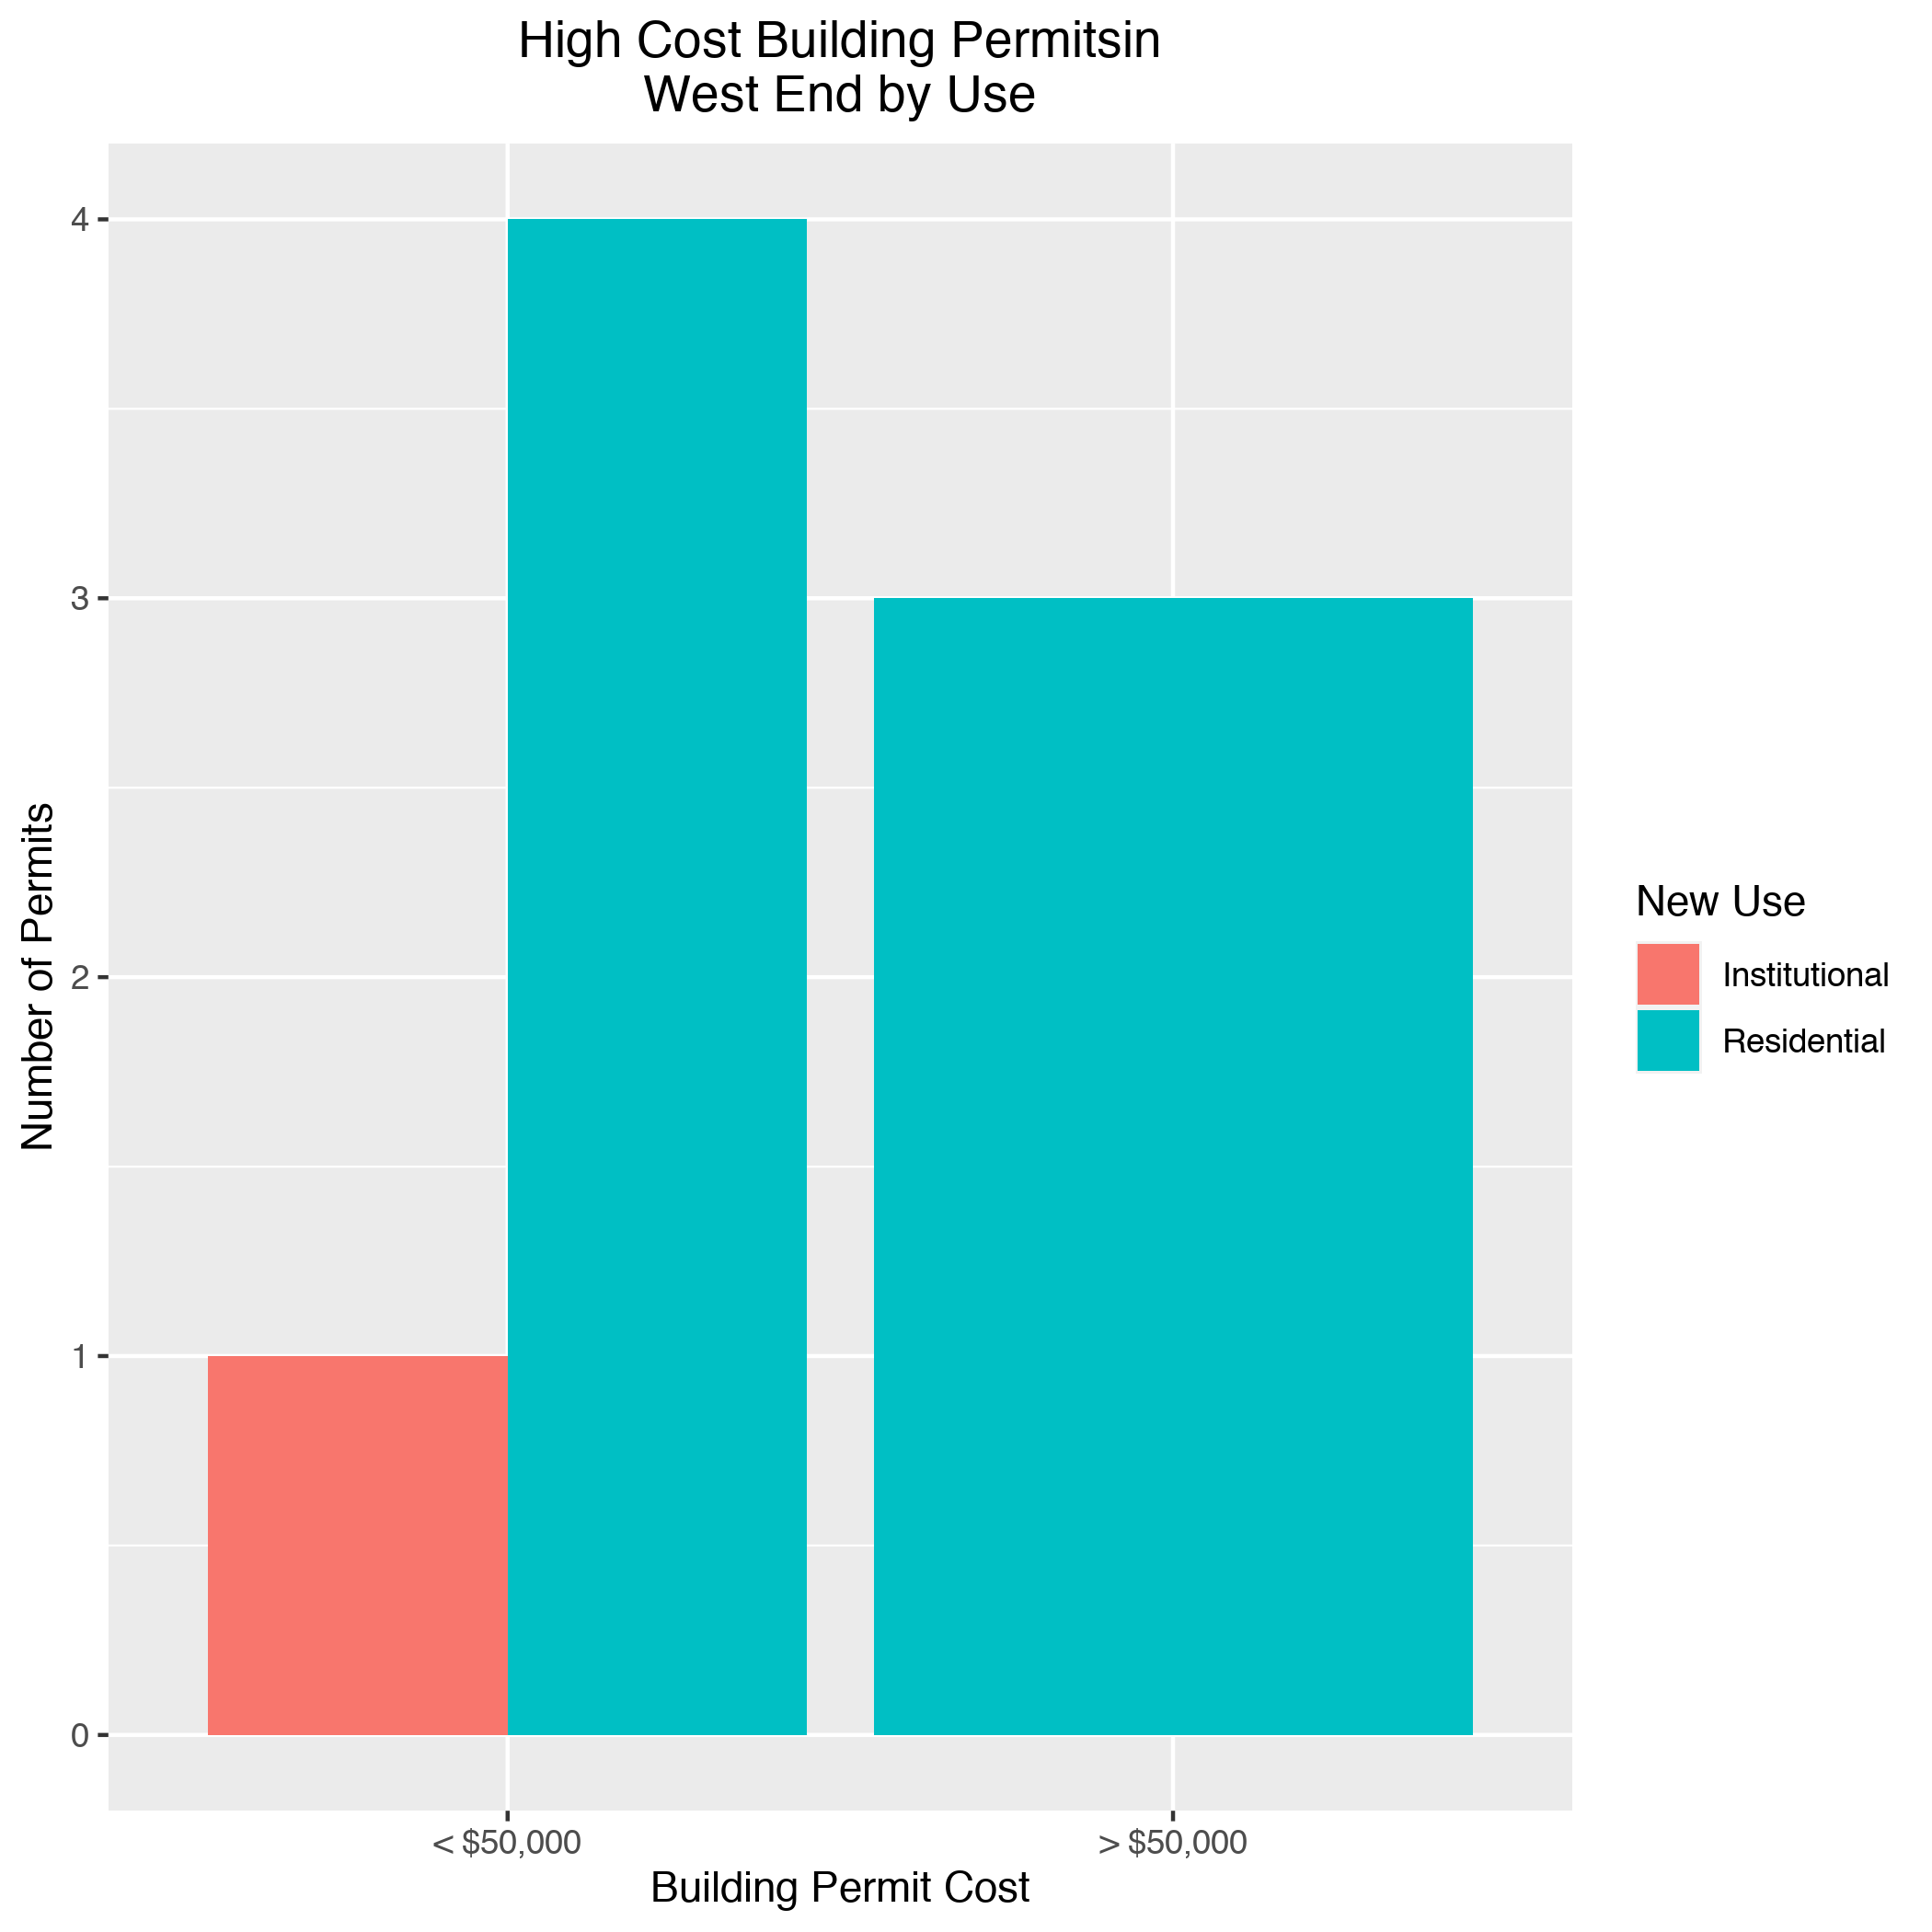 High Cost Building Permitsin
West End by Use
4
3
2
1
0
Number of Permits
< $50,000
> $50,000
Building Permit Cost
New Use
Institutional
Residential